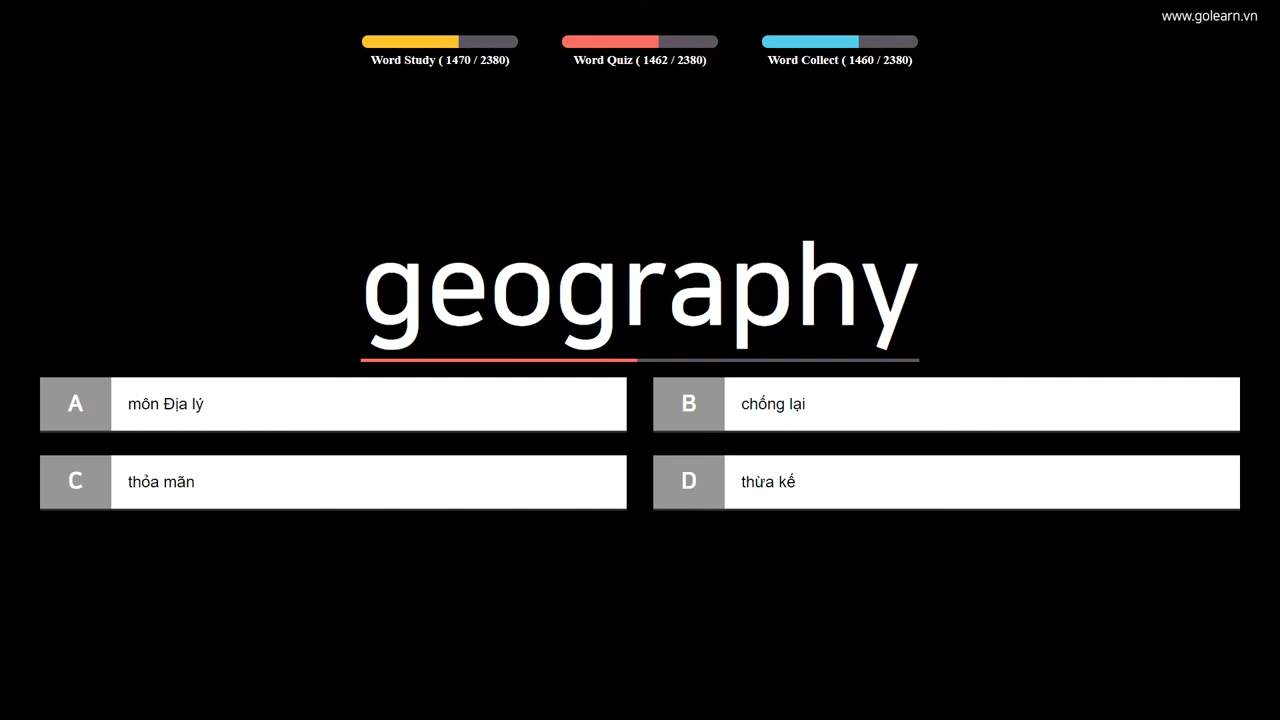 www.golearn.vn
Word Study ( 1470 / 2380)
Word Quiz ( 1462 / 2380)
Word Collect ( 1460 / 2380)
geography
A môn Địa lý
B chống lại
C thỏa mãn
D thừa kế